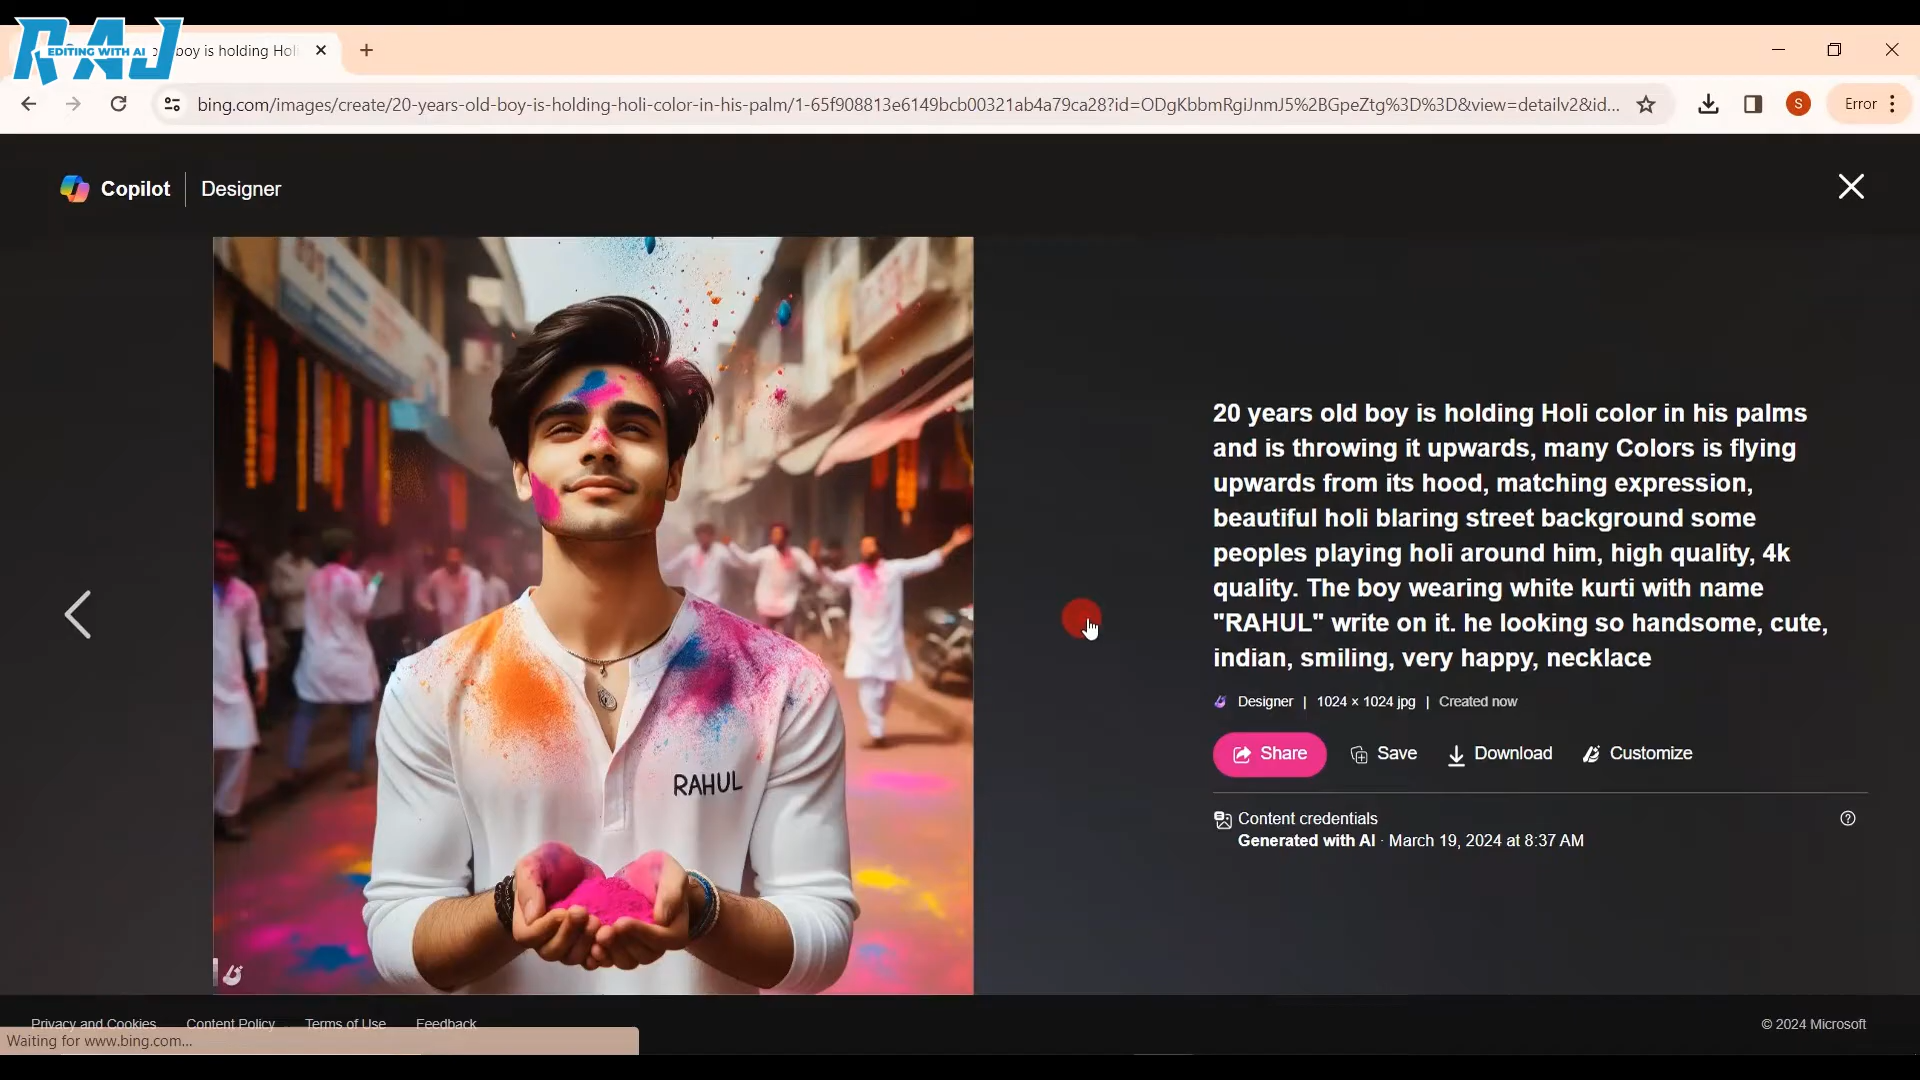 RAJ
EDITING WITH AI
boy is holding Hol
bing.com/images/create/20-years-old-boy-is-holding-holi-color-in-his-palm/1-65f908813e6149bcb00321ab4a79ca28?id=ODgKbbmRgiJnmJ5%2BGpeZtg%3D%3D&view=detailv2&id...
S
Error
Copilot
Designer
20 years old boy is holding Holi color in his palms
and is throwing it upwards, many Colors is flying
upwards from its hood, matching expression,
beautiful holi blaring street background some
peoples playing holi around him, high quality, 4k
quality. The boy wearing white kurti with name
"RAHUL" write on it. he looking so handsome, cute,
indian, smiling, very happy, necklace
Designer | 1024 × 1024 jpg | Created now
Share
Save
Download
Customize
RAHUL
Content credentials
Generated with AI · March 19, 2024 at 8:37 AM
Privacy and Cookies
Content Policy
Terms of Use
Feedback
© 2024 Microsoft
Waiting for www.bing.com...